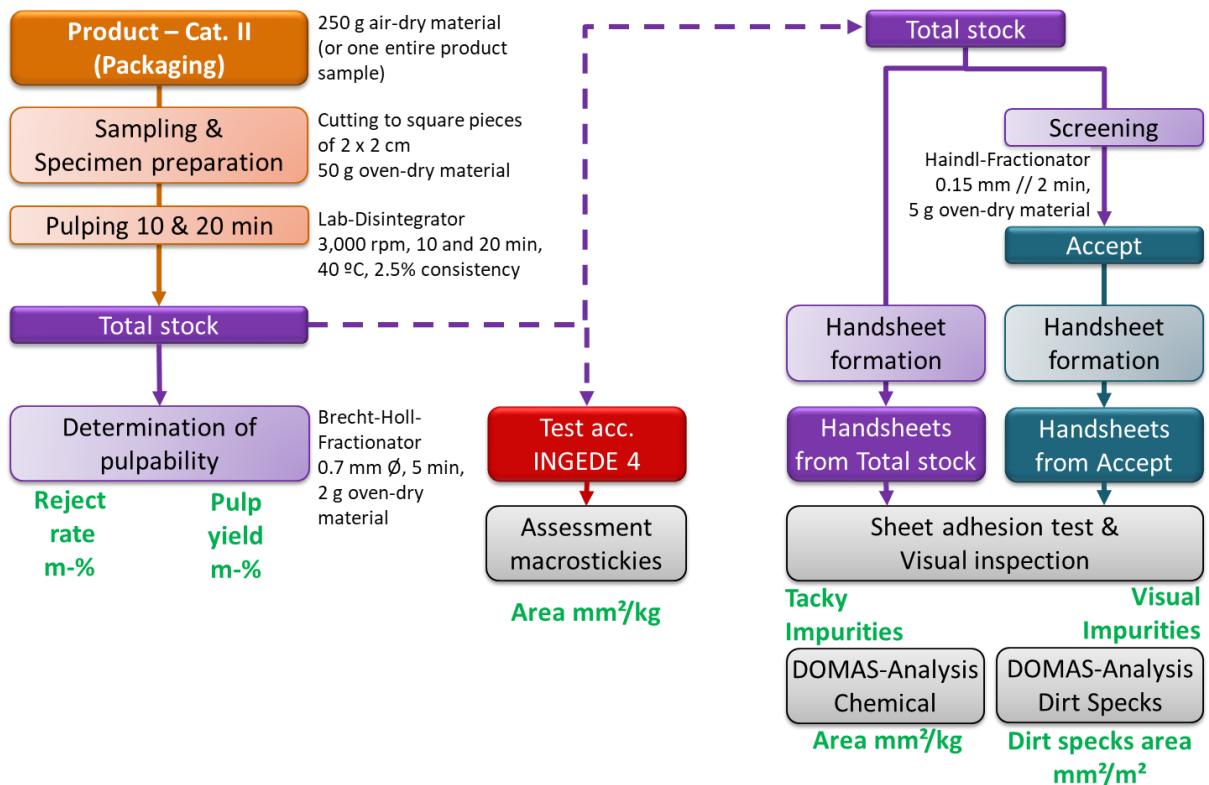 Product – Cat. II
(Packaging)
250 g air-dry material
(or one entire product
sample)
Sampling &
Specimen preparation
Cutting to square pieces
of 2 x 2 cm
50 g oven-dry material
Pulping 10 & 20 min
Lab-Disintegrator
3,000 rpm, 10 and 20 min,
40 ºC, 2.5% consistency
Total stock
Determination of
pulpability
Brecht-Holl-
Fractionator
0.7 mm Ø, 5 min,
2 g oven-dry
material
Reject
rate
m-%
Pulp
yield
m-%
Test acc.
INGEDE 4
Assessment
macrostickies
Area mm²/kg
Total stock
Screening
Haindl-Fractionator
0.15 mm // 2 min,
5 g oven-dry material
Accept
Handsheet
formation
Handsheet
formation
Handsheets
from Total stock
Handsheets
from Accept
Sheet adhesion test &
Visual inspection
Tacky
Impurities
Visual
Impurities
DOMAS-Analysis
Chemical
DOMAS-Analysis
Dirt Specks
Area mm²/kg
Dirt specks area
mm²/m²